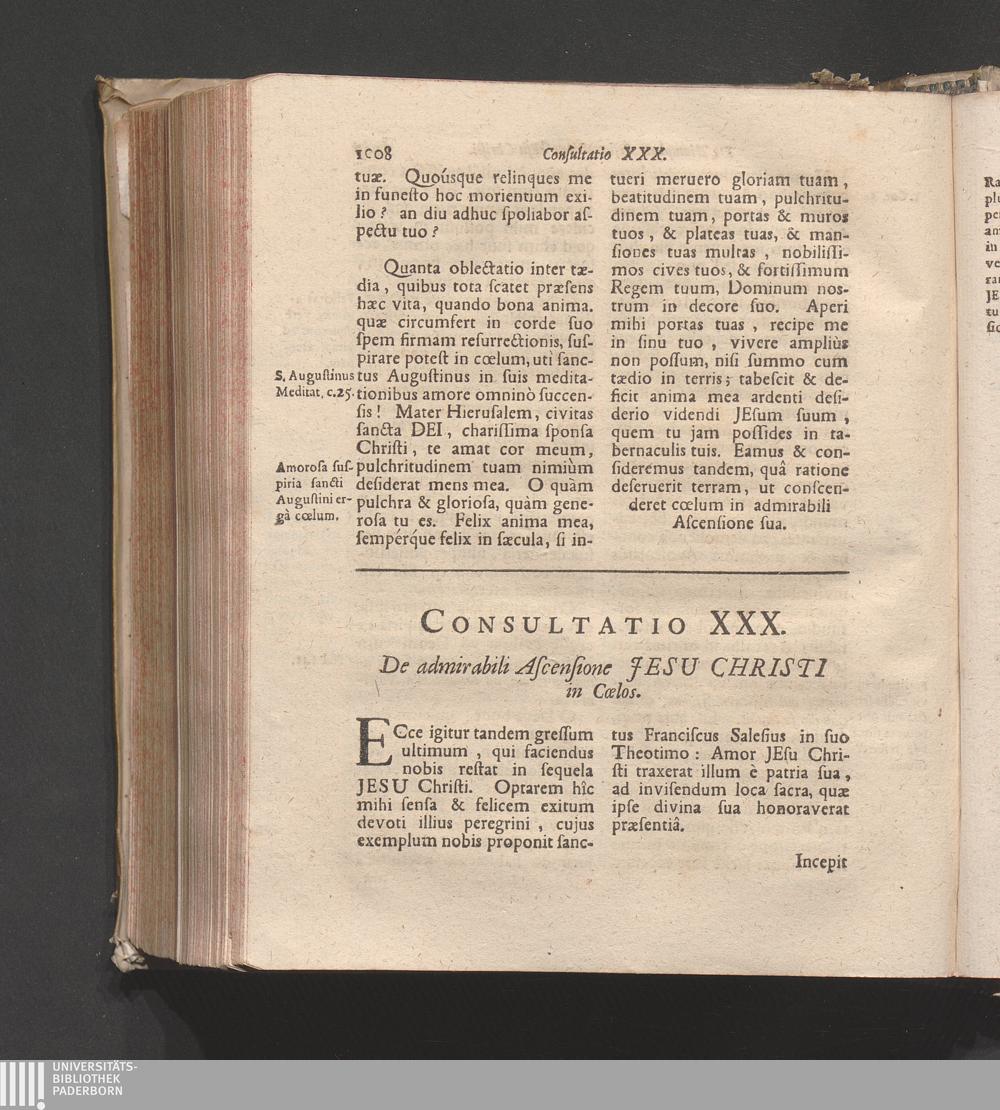 1008
Conſultatio XXX.
tuæ. Quoúsque relinques me
in funeſto hoc morientium exi-
lio? an diu adhuc ſpoliabor aſ-
pectu tuo?
Quanta oblectatio inter tæ-
dia, quibus tota ſcatet præſens
hæc vita, quando bona anima.
quæ circumfert in corde ſuo
ſpem firmam reſurrectionis, ſuſ-
pirare poteſt in cœlum, uti ſanc-
tus Auguſtinus in ſuis medita-
tionibus amore omninò ſuccen-
ſis! Mater Hieruſalem, civitas
ſancta DEI, chariſſima ſponſa
Chriſti, te amat cor meum,
pulchritudinem tuam nimiùm
deſiderat mens mea. O quàm
pulchra & glorioſa, quàm gene-
roſa tu es. Felix anima mea,
ſempérque felix in ſæcula, ſi in-
S, Auguſtinus
Meditat, c.25.
Amoroſa ſuſ-
piria ſancti
Auguſtini er-
gà cœlum.
tueri meruero gloriam tuam,
beatitudinem tuam, pulchritu-
dinem tuam, portas & muros
tuos, & plateas tuas, & man-
ſiones tuas multas, nobiliſſi-
mos cives tuos, & fortiſſimum
Regem tuum, Dominum nos-
trum in decore ſuo. Aperi
mihi portas tuas, recipe me
in ſinu tuo, vivere ampliùs
non poſſum, niſi ſummo cum
tædio in terris; tabeſcit & de-
ficit anima mea ardenti deſi-
derio videndi JEſum ſuum,
quem tu jam poſſides in ta-
bernaculis tuis. Eamus & con-
ſideremus tandem, quâ ratione
deſeruerit terram, ut conſcen-
deret cœlum in admirabili
Aſcenſione ſua.
CONSULTATIO XXX.
De admirabili Aſcenſione JESU CHRISTI
in Cœlos.
ECce igitur tandem greſſum
ultimum, qui faciendus
nobis reſtat in ſequela
JESU Chriſti. Optarem hîc
mihi ſenſa & felicem exitum
devoti illius peregrini, cujus
exemplum nobis proponit ſanc-
tus Franciſcus Saleſius in ſuo
Theotimo: Amor JEſu Chri-
ſti traxerat illum è patria ſua,
ad inviſendum loca ſacra, quæ
ipſe divina ſua honoraverat
præſentiâ.
Incepit
UNIVERSITÄTS-
BIBLIOTHEK
PADERBORN